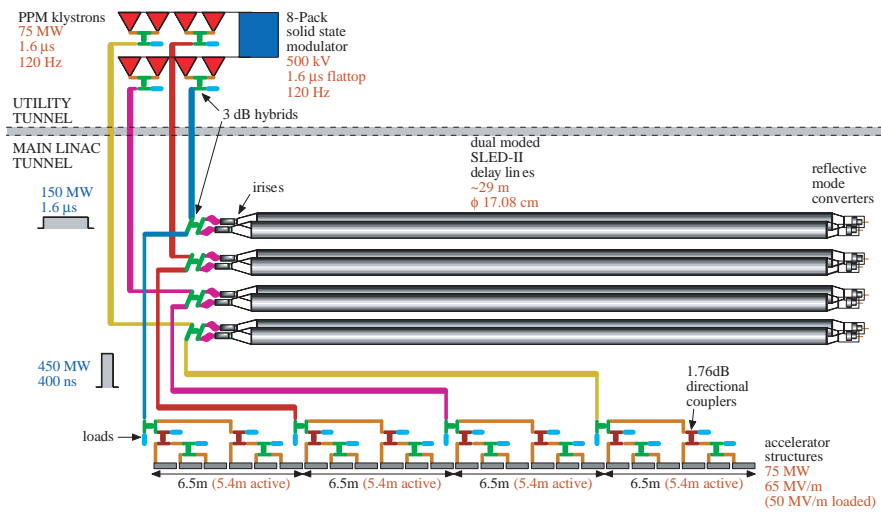 PPM klystrons
75 MW
1.6 μs
120 Hz
8-Pack
solid state
modulator
500 kV
1.6 μs flattop
120 Hz
3 dB hybrids
UTILITY
TUNNEL
MAIN LINAC
TUNNEL
dual moded
SLED-II
delay lines
~29 m
ϕ 17.08 cm
reflective
mode
converters
150 MW
1.6 μs
irises
450 MW
400 ns
1.76dB
directional
couplers
loads
accelerator
structures
75 MW
65 MV/m
(50 MV/m loaded)
6.5m (5.4m active) 6.5m (5.4m active) 6.5m (5.4m active) 6.5m (5.4m active)